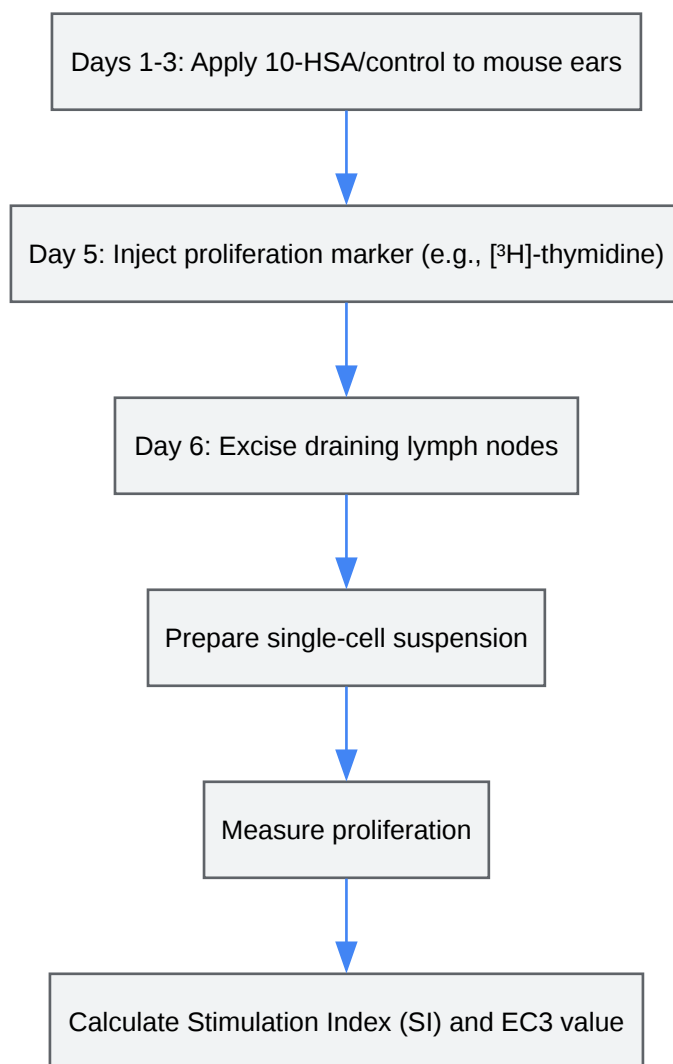 Days 1-3: Apply 10-HSA/control to mouse ears
Day 5: Inject proliferation marker (e.g., [³H]-thymidine)
Day 6: Excise draining lymph nodes
Prepare single-cell suspension
Measure proliferation
Calculate Stimulation Index (SI) and EC3 value